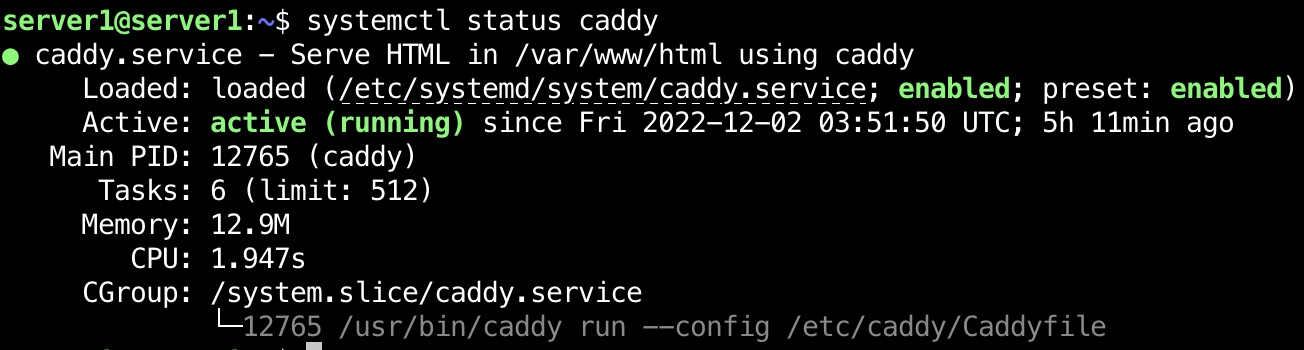 server1@server1:~$ systemctl status caddy
● caddy.service - Serve HTML in /var/www/html using caddy
Loaded: loaded (/etc/systemd/system/caddy.service; enabled; preset: enabled)
Active: active (running) since Fri 2022-12-02 03:51:50 UTC; 5h 11min ago
Main PID: 12765 (caddy)
Tasks: 6 (limit: 512)
Memory: 12.9M
CPU: 1.947s
CGroup: /system.slice/caddy.service
└─12765 /usr/bin/caddy run --config /etc/caddy/Caddyfile